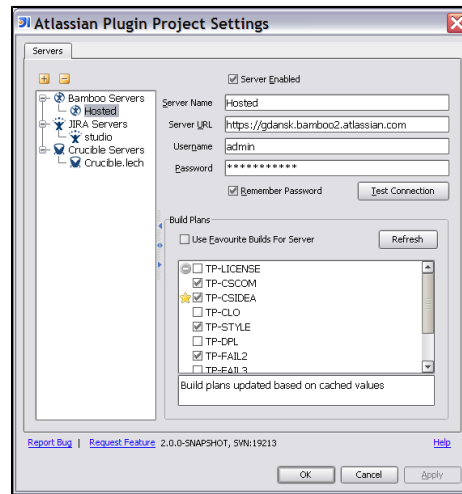 Atlassian Plugin Project Settings
Servers
Server Enabled
Bamboo Servers
Hosted
JIRA Servers
studio
Crucible Servers
Crucible.lech
Server Name Hosted
Server URL https://gdansk.bamboo2.atlassian.com
Username admin
Password ***********
Remember Password Test Connection
Build Plans
Use Favourite Builds For Server Refresh
TP-LICENSE
TP-CSCOM
TP-CSIDEA
TP-CLO
TP-STYLE
TP-DPL
TP-FAIL2
TP-FAIL3
Build plans updated based on cached values
Report Bug | Request Feature 2.0.0-SNAPSHOT, SVN:19213 Help
OK Cancel Apply